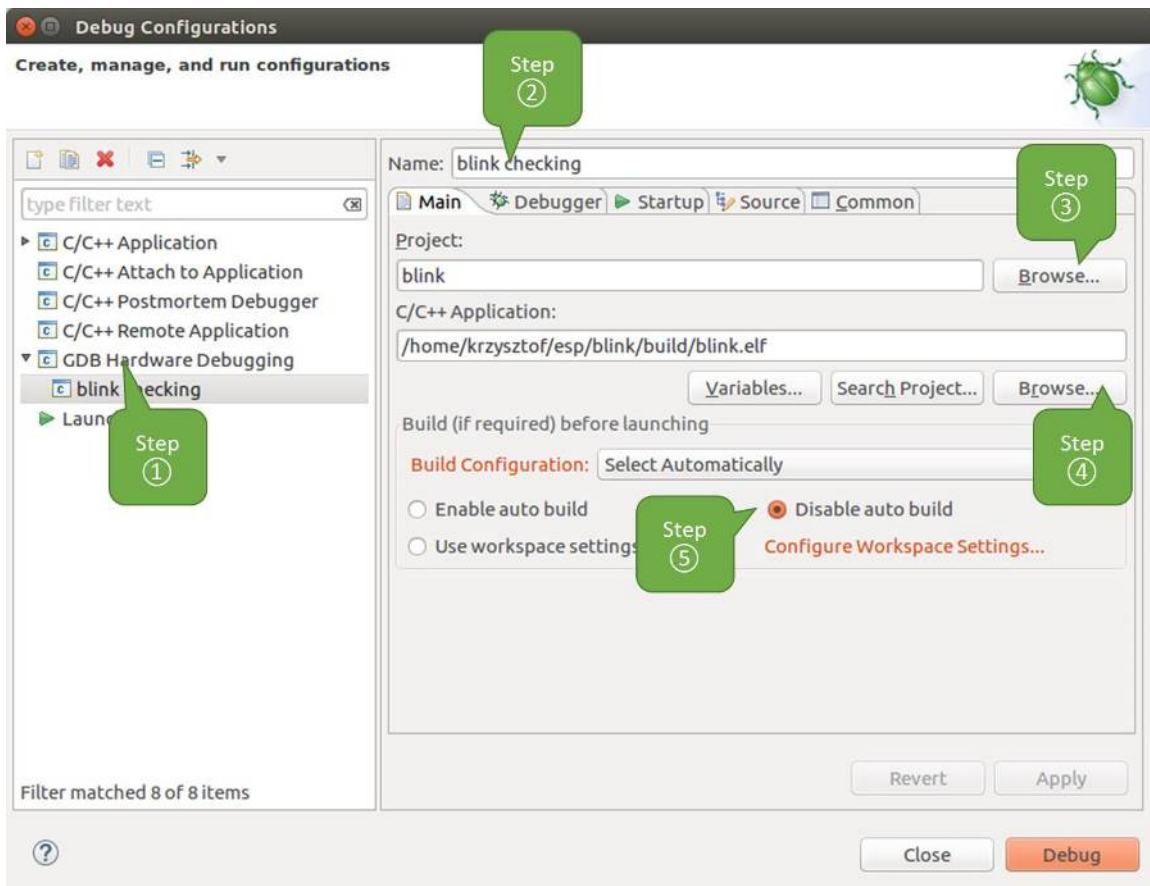 Debug Configurations
Create, manage, and run configurations
Step
②
Name: blink checking
type filter text
C/C++ Application
C/C++ Attach to Application
C/C++ Postmortem Debugger
C/C++ Remote Application
GDB Hardware Debugging
blink checking
Step
①
Filter matched 8 of 8 items
Main Debugger Startup Source Common
Step
③
Project:
blink Browse...
C/C++ Application:
/home/krzysztof/esp/blink/build/blink.elf
Variables... Search Project... Browse...
Step
④
Build (if required) before launching
Build Configuration: Select Automatically
Enable auto build Disable auto build
Step
⑤
Use workspace settings Configure Workspace Settings...
Revert Apply
Close Debug